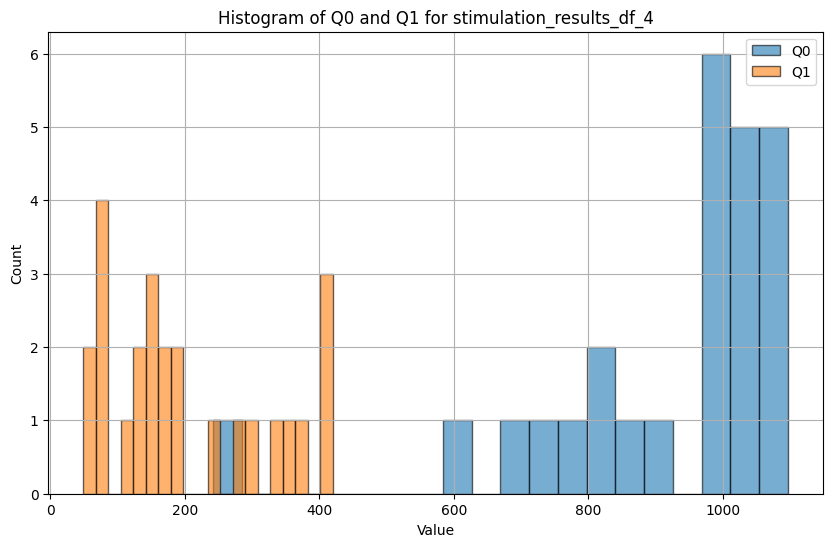 Histogram of Q0 and Q1 for stimulation_results_df_4
Q0
Q1
Count
6
5
4
3
2
1
0
0
200
400
600
800
1000
Value